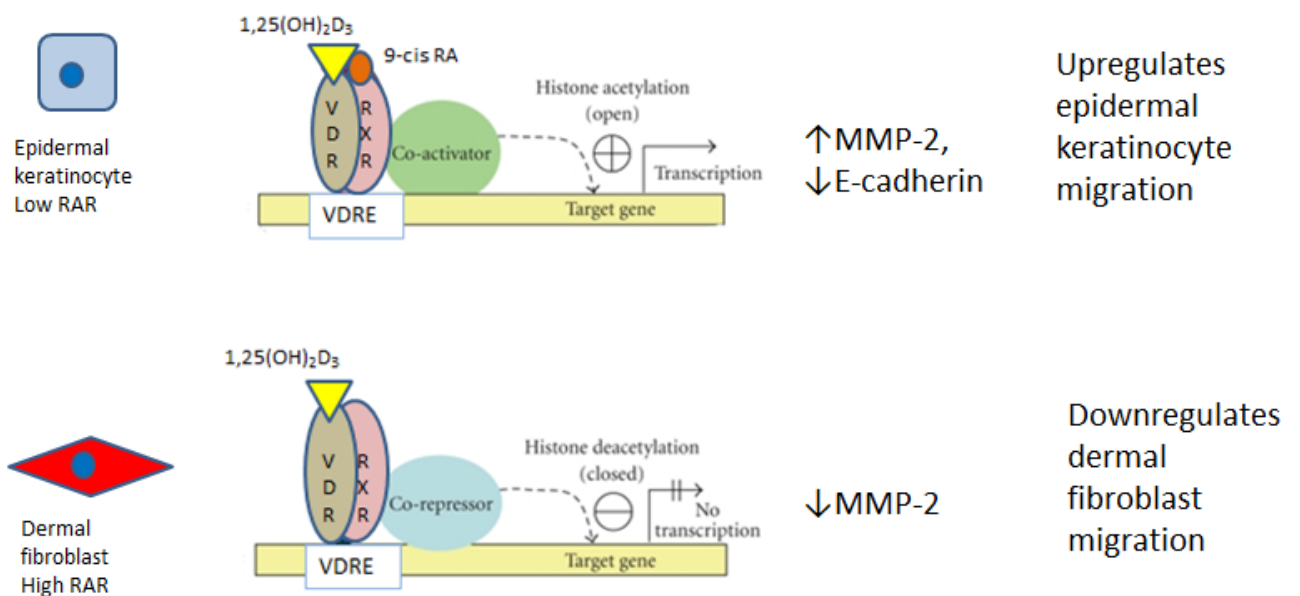 1,25(OH)₂D₃
9-cis RA
V R
D X
R R
Co-activator
Histone acetylation
(open)
Transcription
VDRE
Target gene
Epidermal
keratinocyte
Low RAR
↑MMP-2,
↓E-cadherin
Upregulates
epidermal
keratinocyte
migration
1,25(OH)₂D₃
V R
D X
R R
Co-repressor
Histone deacetylation
(closed)
No
transcription
VDRE
Target gene
Dermal
fibroblast
High RAR
↓MMP-2
Downregulates
dermal
fibroblast
migration